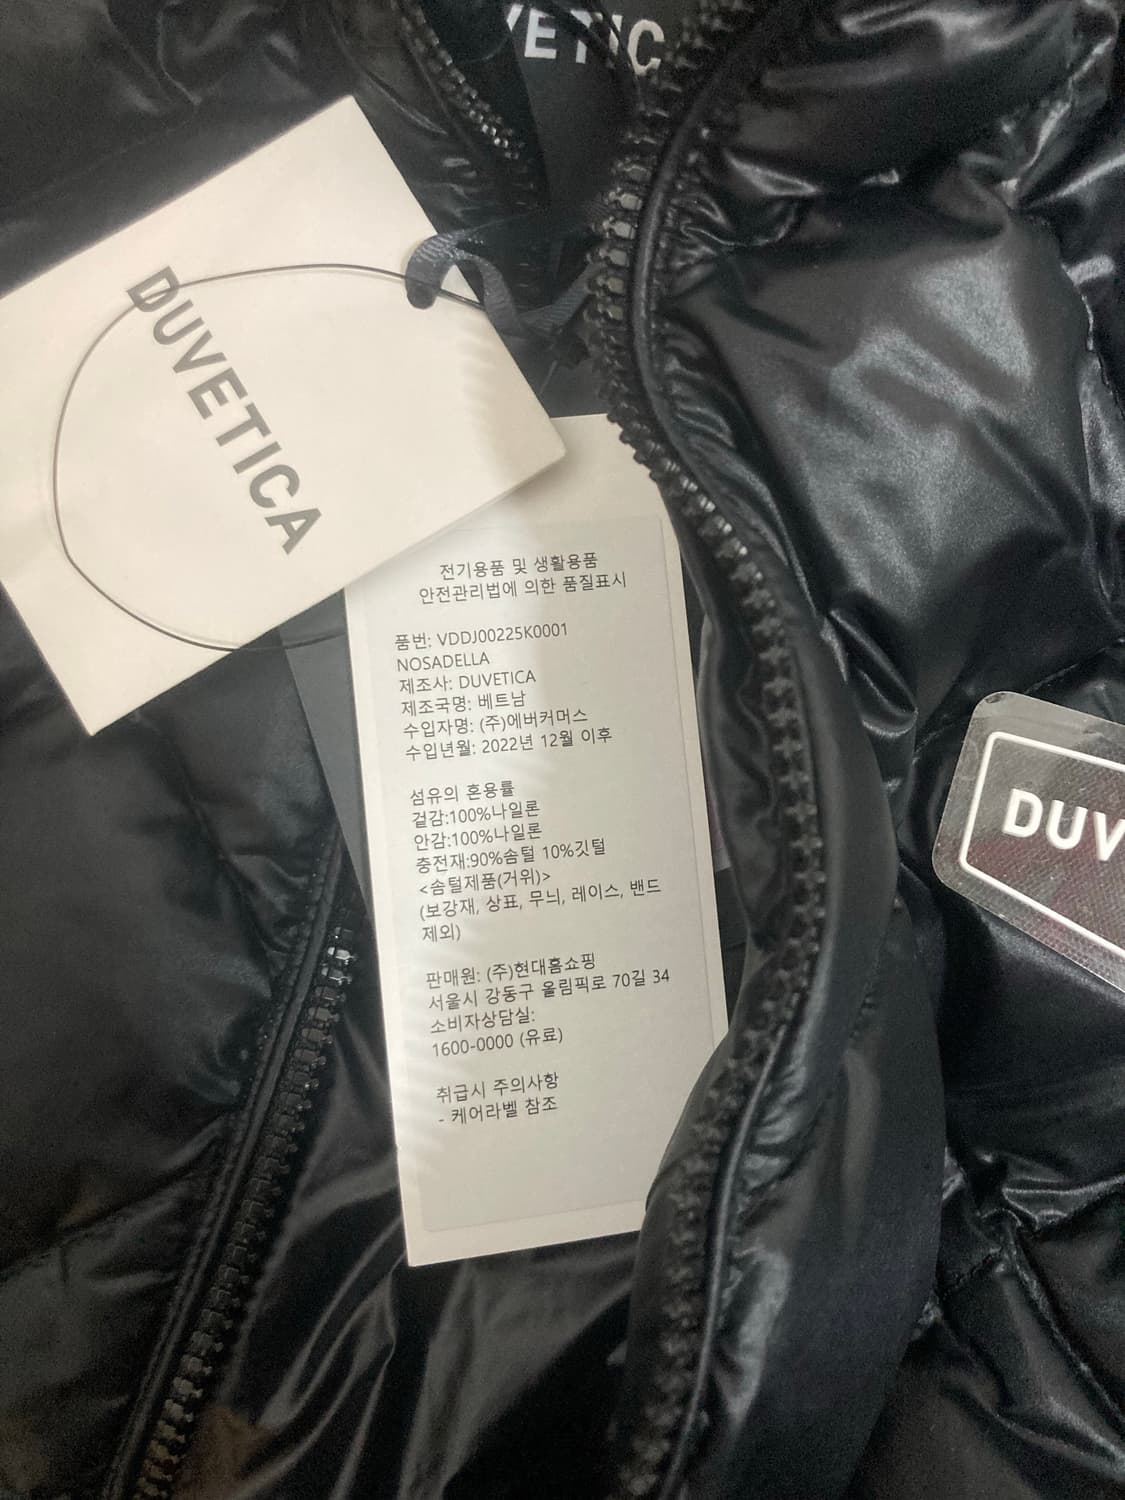 VETIC
DUVETICA
전기용품 및 생활용품
안전관리법에 의한 품질표시
품번: VDDJ00225K0001
NOSADELLA
제조사: DUVETICA
제조국명: 베트남
수입자명: (주)에버커머스
수입년월: 2022년 12월 이후
섬유의 혼용률
겉감:100%나일론
안감:100%나일론
충전재:90%솜털 10%깃털
<솜털제품(거위)>
(보강재, 상표, 무늬, 레이스, 밴드
제외)
판매원: (주)현대홈쇼핑
서울시 강동구 올림픽로 70길 34
소비자상담실:
1600-0000 (유료)
취급시 주의사항
- 케어라벨 참조
DUV